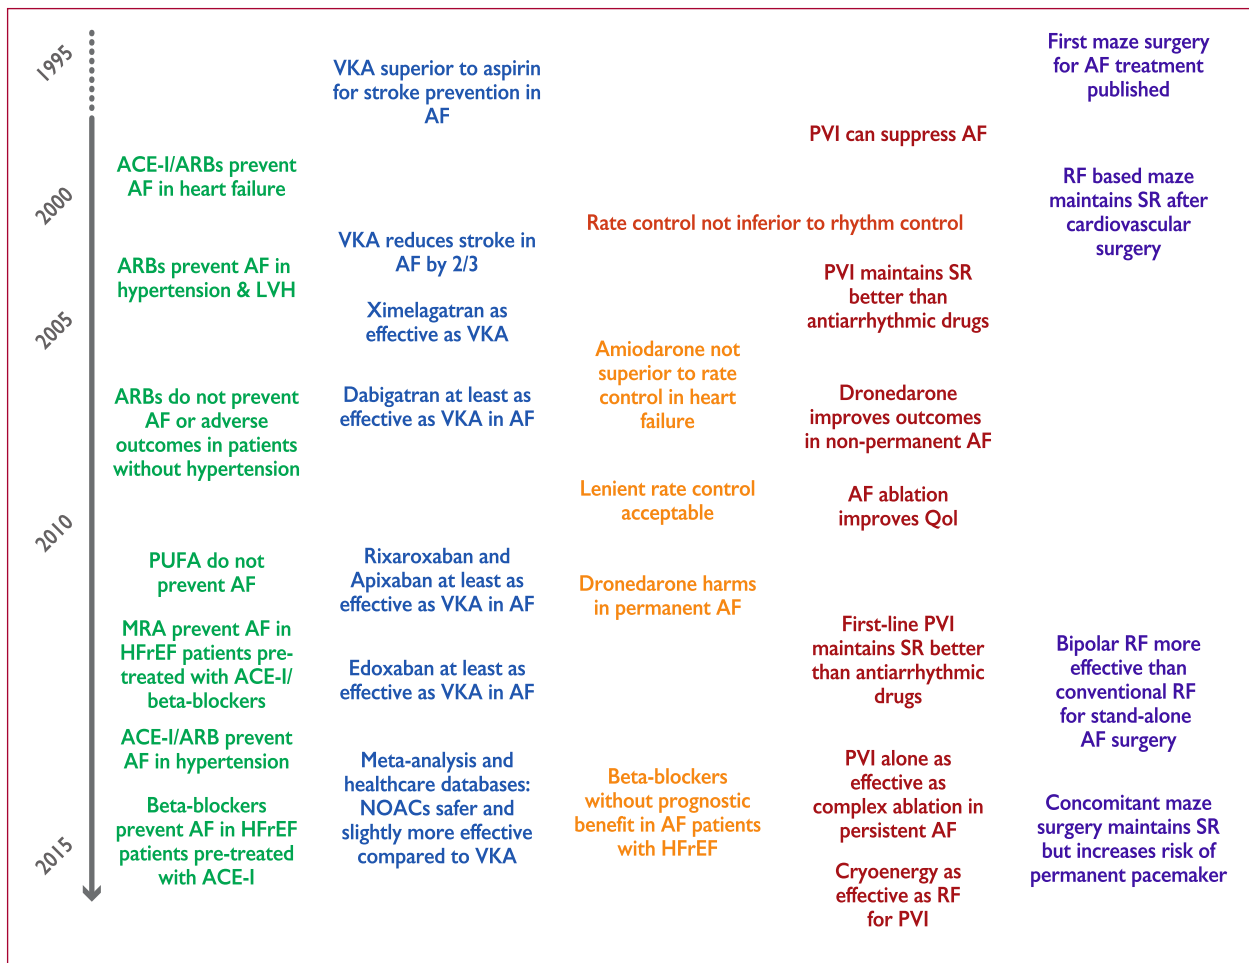 1995
2000
2005
2010
2015
ACE-I/ARBs prevent
AF in heart failure
ARBs prevent AF in
hypertension & LVH
ARBs do not prevent
AF or adverse
outcomes in patients
without hypertension
PUFA do not
prevent AF
MRA prevent AF in
HFrEF patients pre-
treated with ACE-I/
beta-blockers
ACE-I/ARB prevent
AF in hypertension
Beta-blockers
prevent AF in HFrEF
patients pre-treated
with ACE-I
VKA superior to aspirin
for stroke prevention in
AF
VKA reduces stroke in
AF by 2/3
Ximelagatran as
effective as VKA
Dabigatran at least as
effective as VKA in AF
Rixaroxaban and
Apixaban at least as
effective as VKA in AF
Edoxaban at least as
effective as VKA in AF
Meta-analysis and
healthcare databases:
NOACs safer and
slightly more effective
compared to VKA
Rate control not inferior to rhythm control
Amiodarone not
superior to rate
control in heart
failure
Lenient rate control
acceptable
Dronedarone harms
in permanent AF
Beta-blockers
without prognostic
benefit in AF patients
with HFrEF
PVI can suppress AF
PVI maintains SR
better than
antiarrhythmic drugs
Dronedarone
improves outcomes
in non-permanent AF
AF ablation
improves Qol
First-line PVI
maintains SR better
than antiarrhythmic
drugs
PVI alone as
effective as
complex ablation in
persistent AF
Cryoenergy as
effective as RF
for PVI
First maze surgery
for AF treatment
published
RF based maze
maintains SR after
cardiovascular
surgery
Bipolar RF more
effective than
conventional RF
for stand-alone
AF surgery
Concomitant maze
surgery maintains SR
but increases risk of
permanent pacemaker